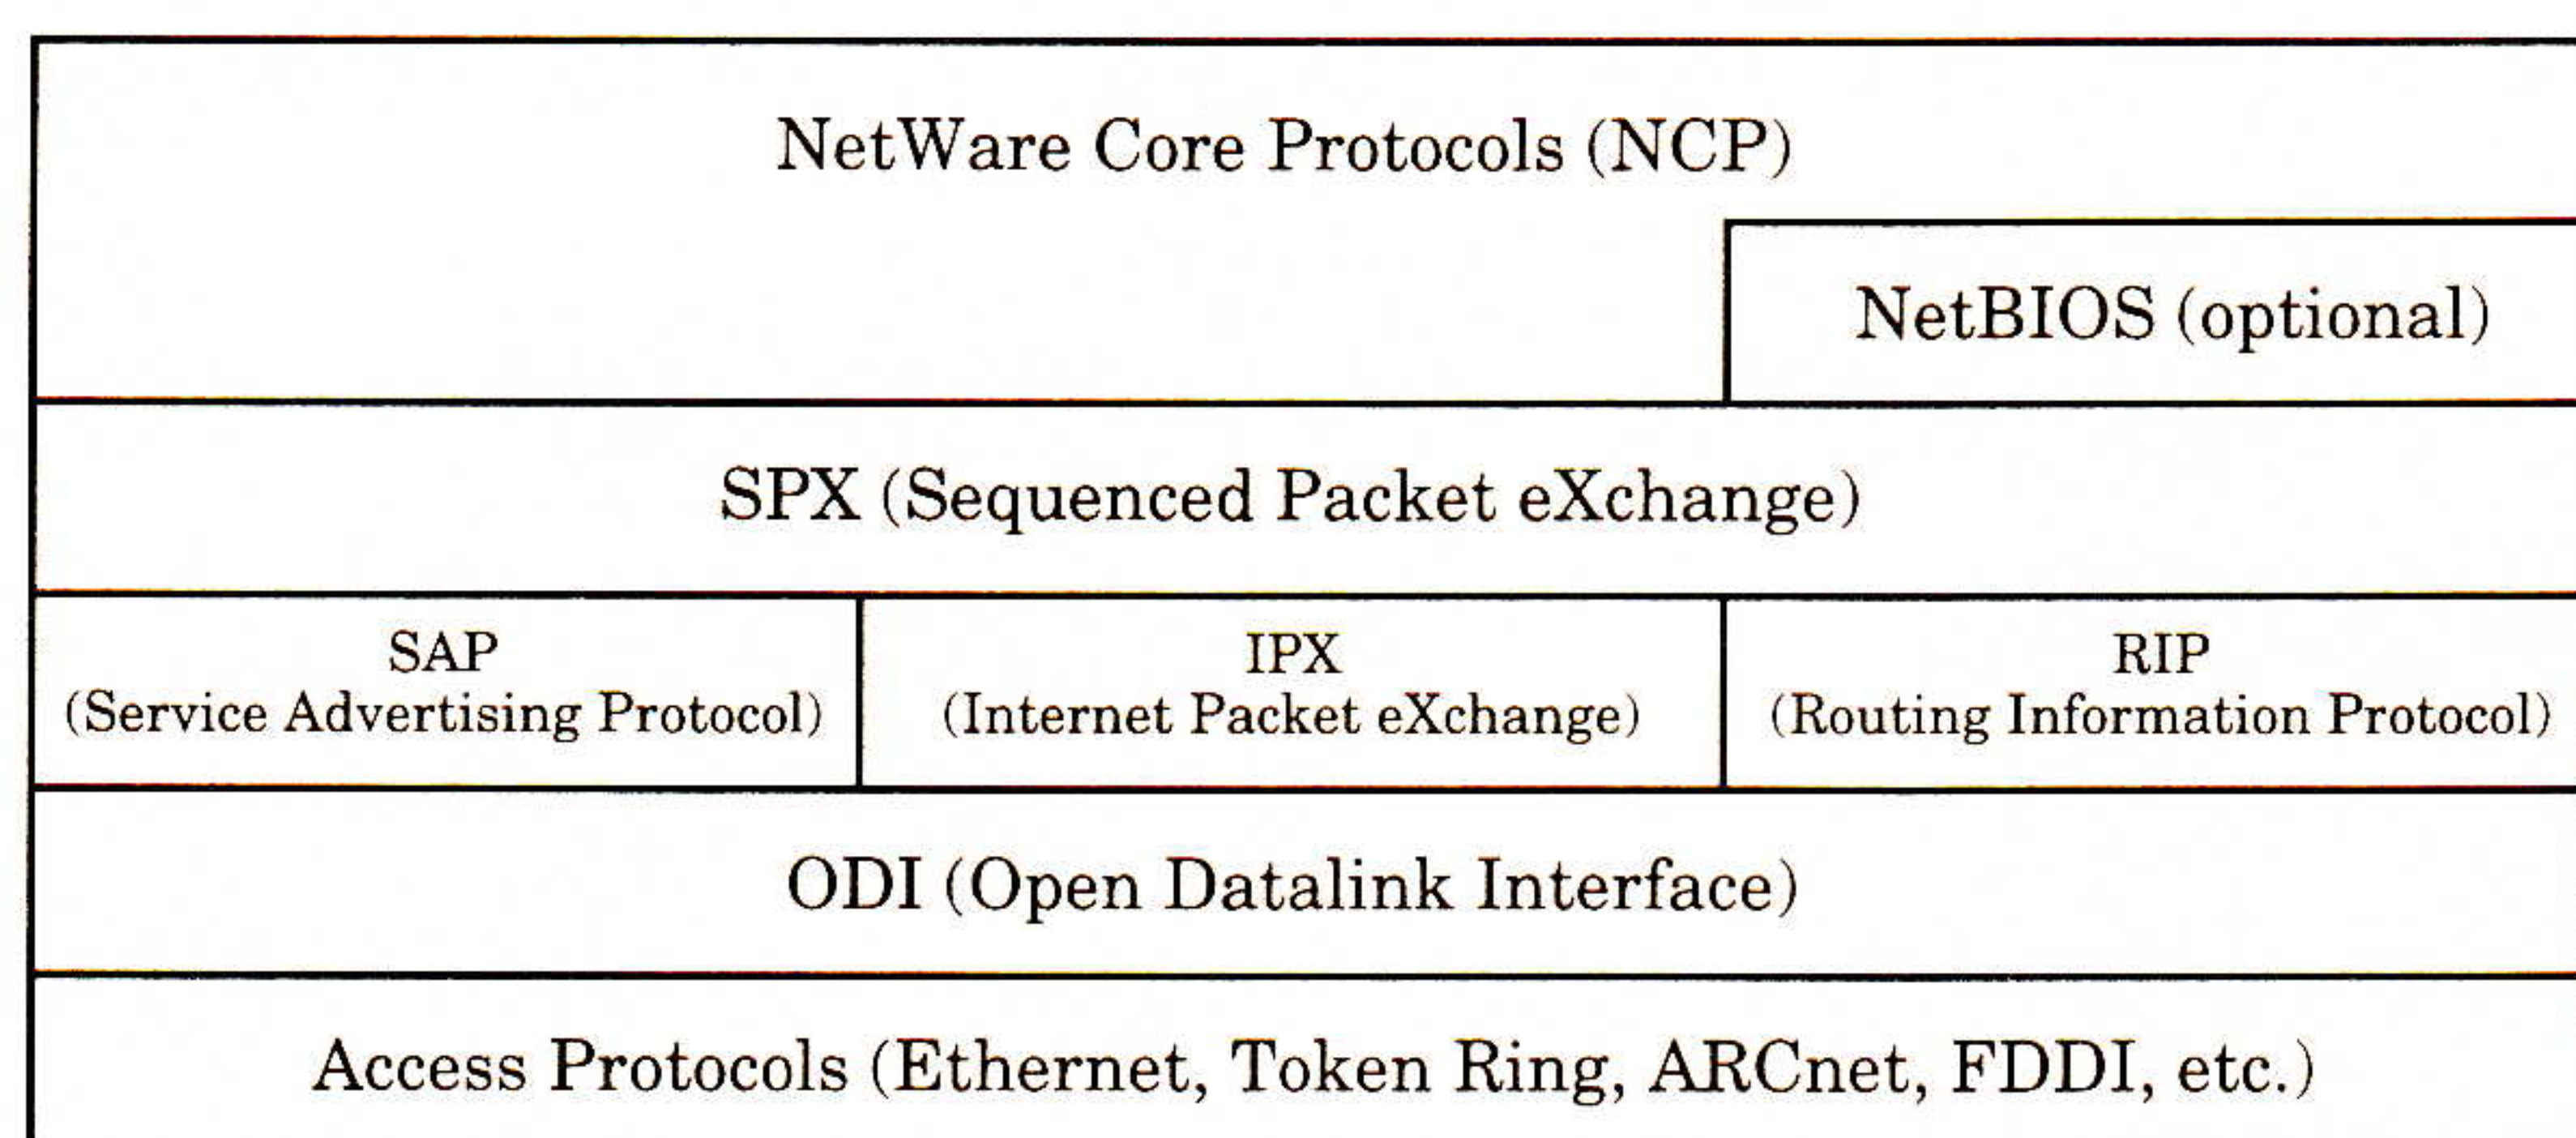 NetWare Core Protocols (NCP)
NetBIOS (optional)
SPX (Sequenced Packet eXchange)
SAP
(Service Advertising Protocol)
IPX
(Internet Packet eXchange)
RIP
(Routing Information Protocol)
ODI (Open Datalink Interface)
Access Protocols (Ethernet, Token Ring, ARCnet, FDDI, etc.)